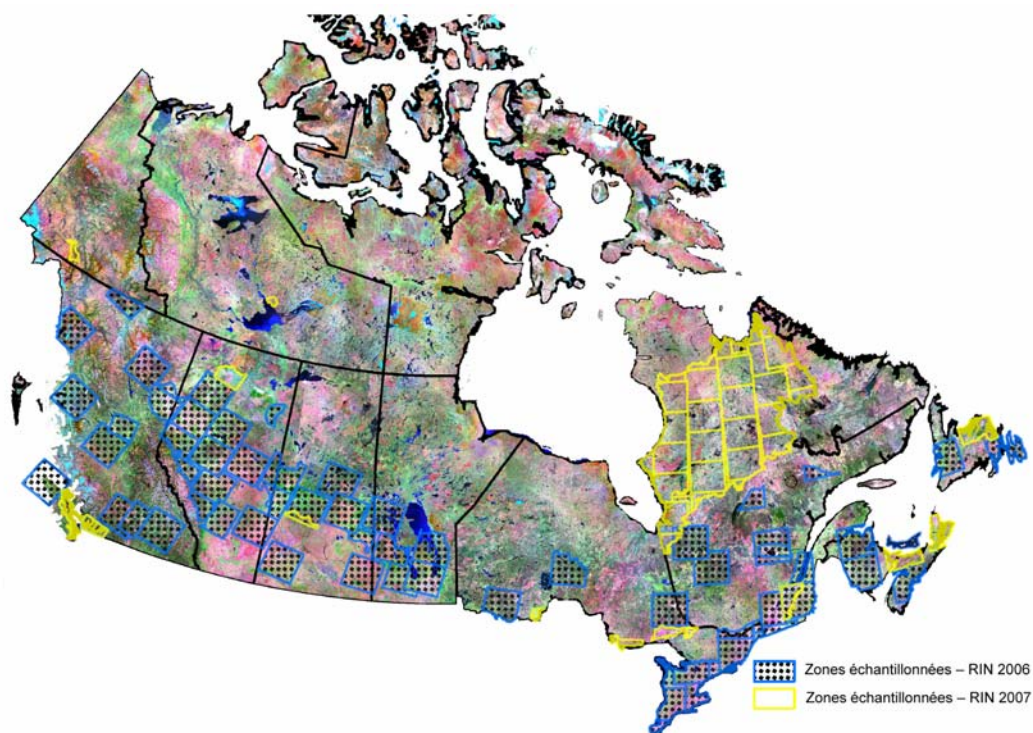 Zones échantillonnées – RIN 2006
Zones échantillonnées – RIN 2007